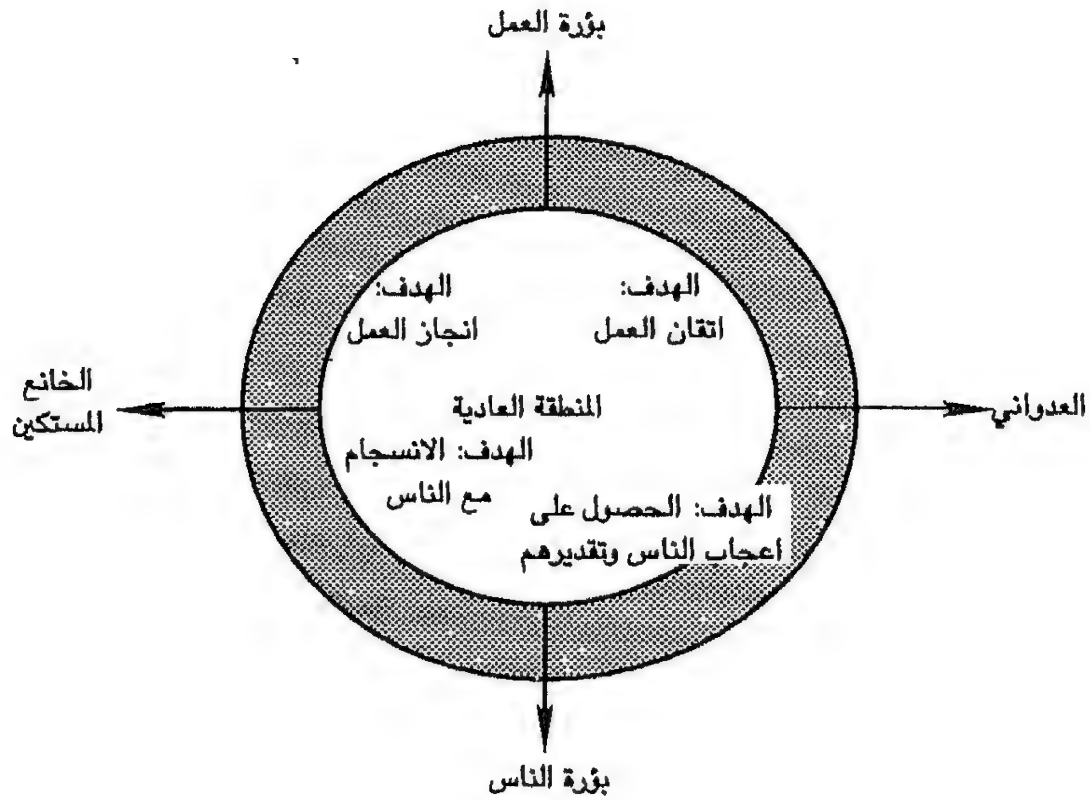 بؤرة العمل
الهدف:
اتقان العمل
الهدف:
انجاز العمل
العدواني
المنطقة العادية
الخانع
المستكين
الهدف: الانسجام
مع الناس
الهدف: الحصول على
اعجاب الناس وتقديرهم
بؤرة الناس